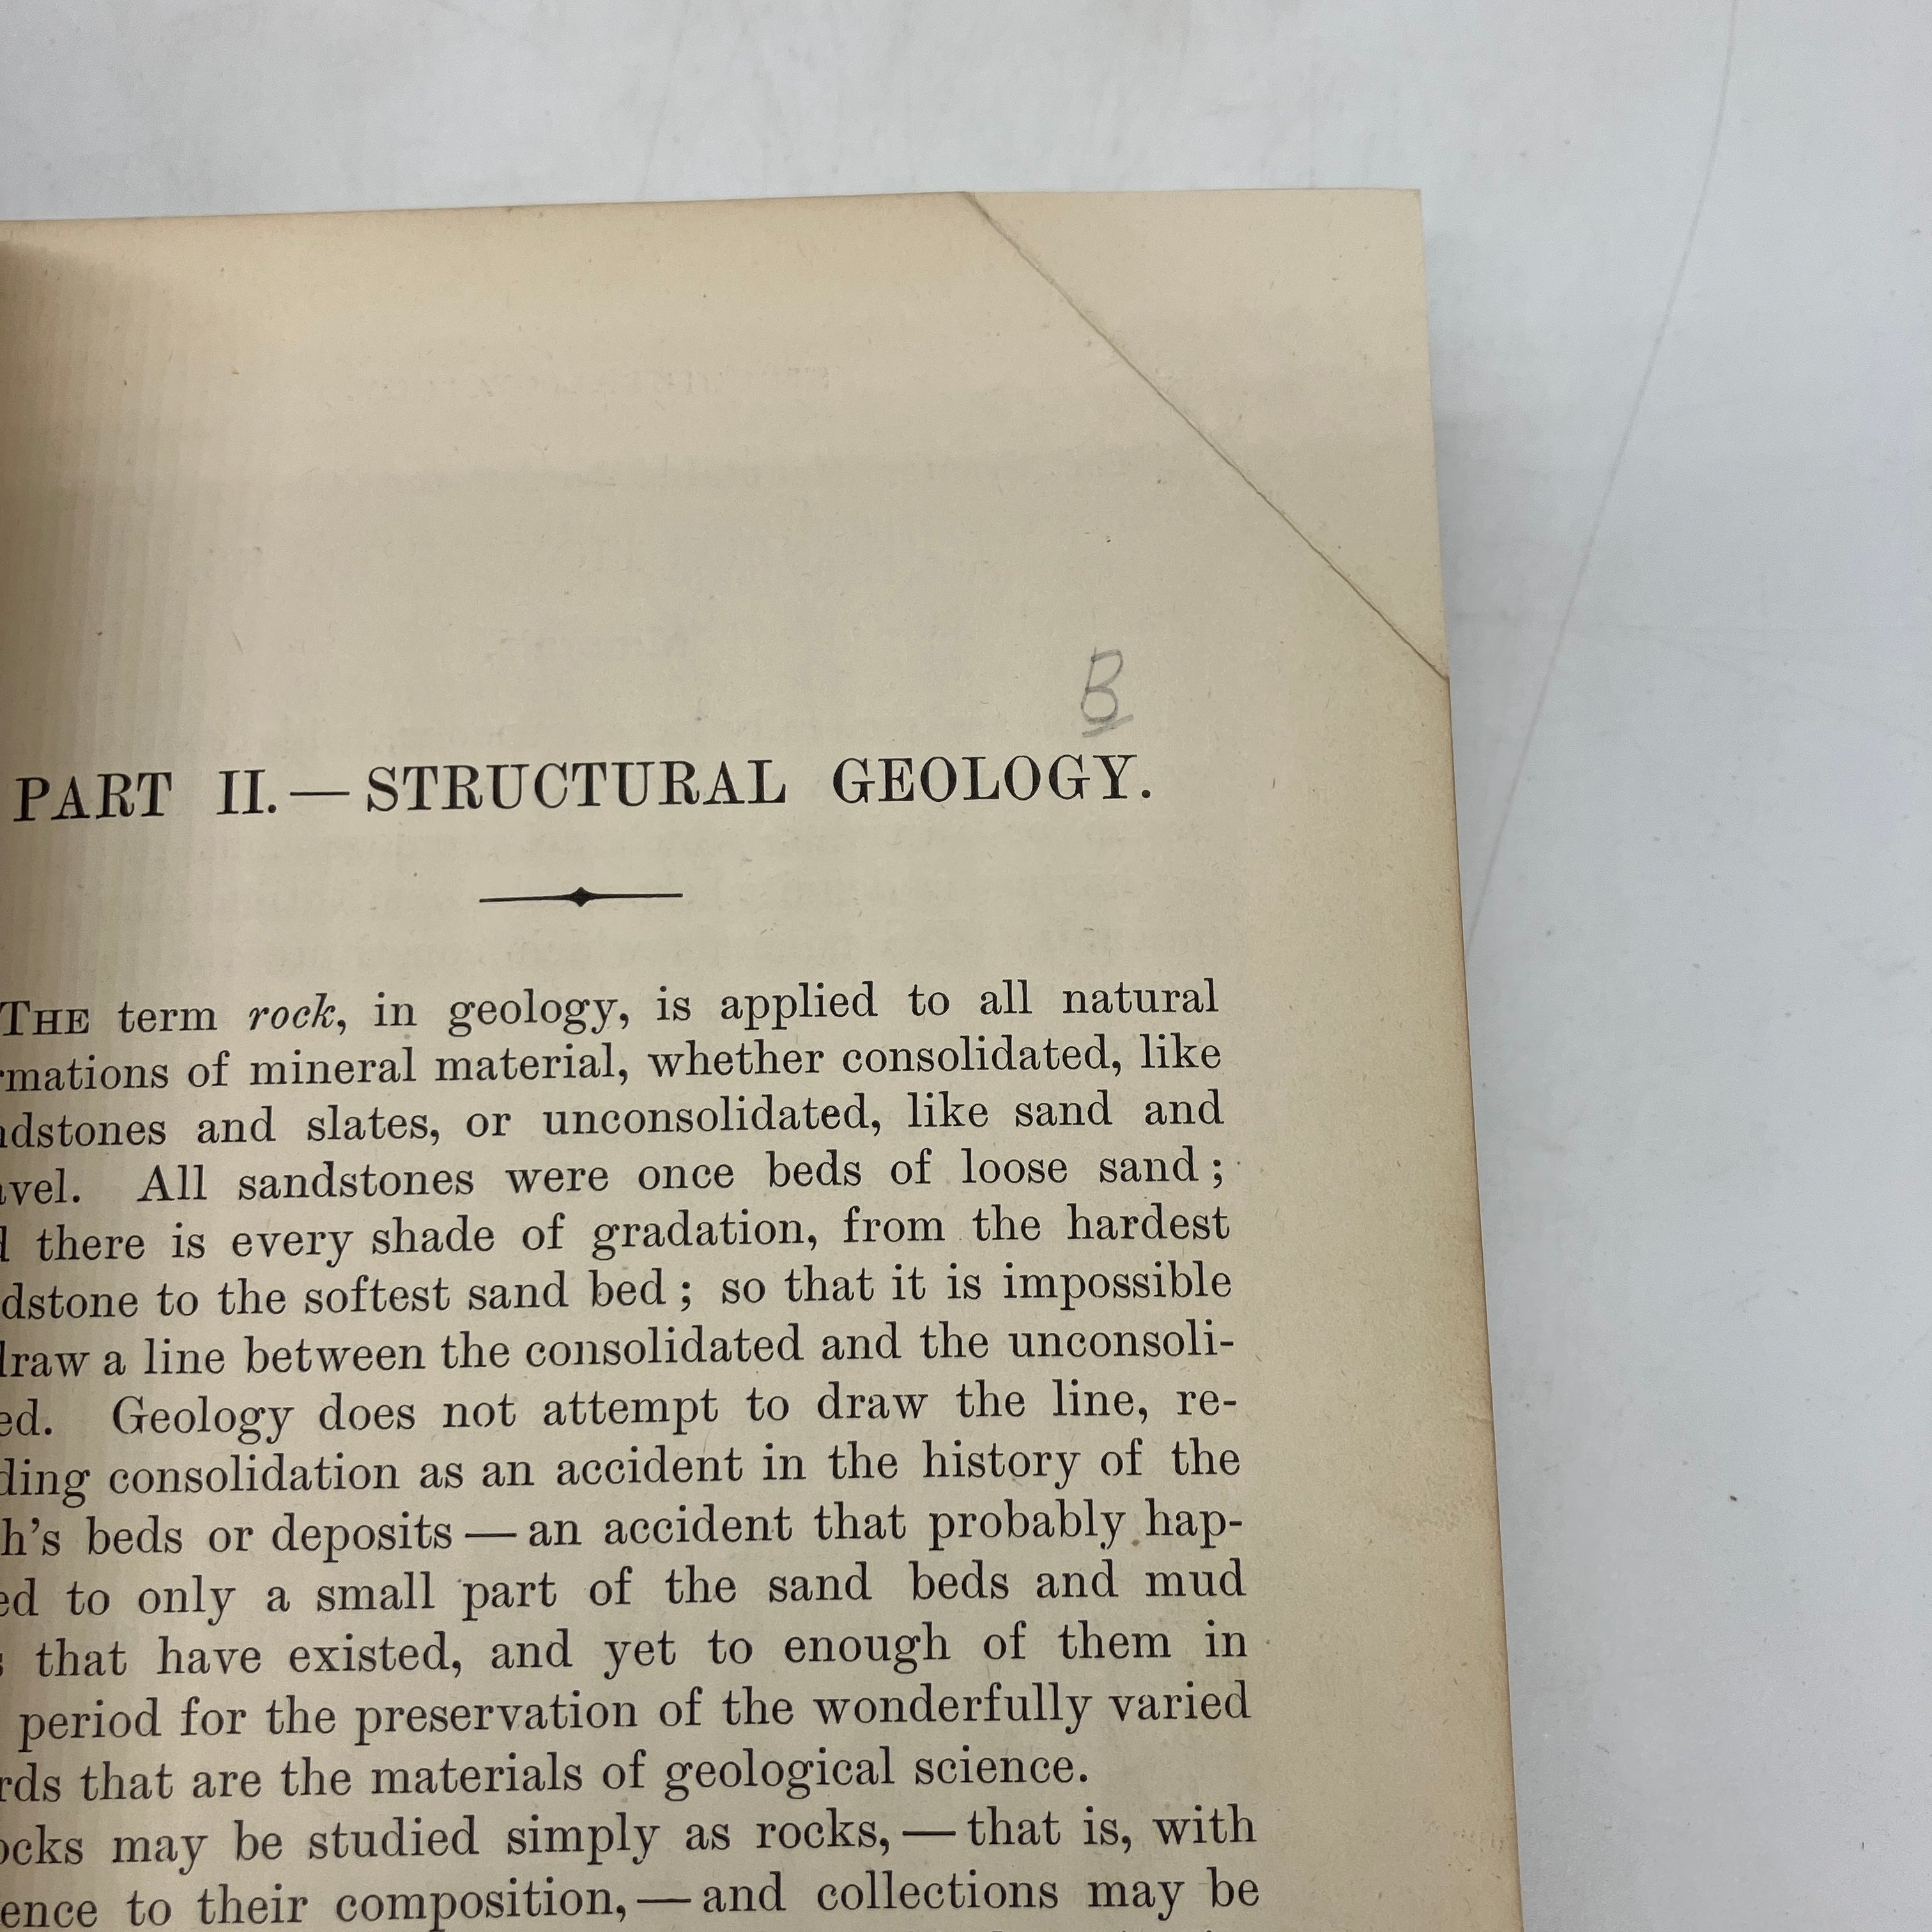 B
PART II. — STRUCTURAL GEOLOGY.
THE term rock, in geology, is applied to all natural
rmations of mineral material, whether consolidated, like
ndstones and slates, or unconsolidated, like sand and
avel. All sandstones were once beds of loose sand ;
d there is every shade of gradation, from the hardest
dstone to the softest sand bed ; so that it is impossible
draw a line between the consolidated and the unconsoli-
ed. Geology does not attempt to draw the line, re-
ding consolidation as an accident in the history of the
h's beds or deposits — an accident that probably hap-
ed to only a small part of the sand beds and mud
s that have existed, and yet to enough of them in
period for the preservation of the wonderfully varied
rds that are the materials of geological science.
ocks may be studied simply as rocks, — that is, with
ence to their composition, — and collections may be